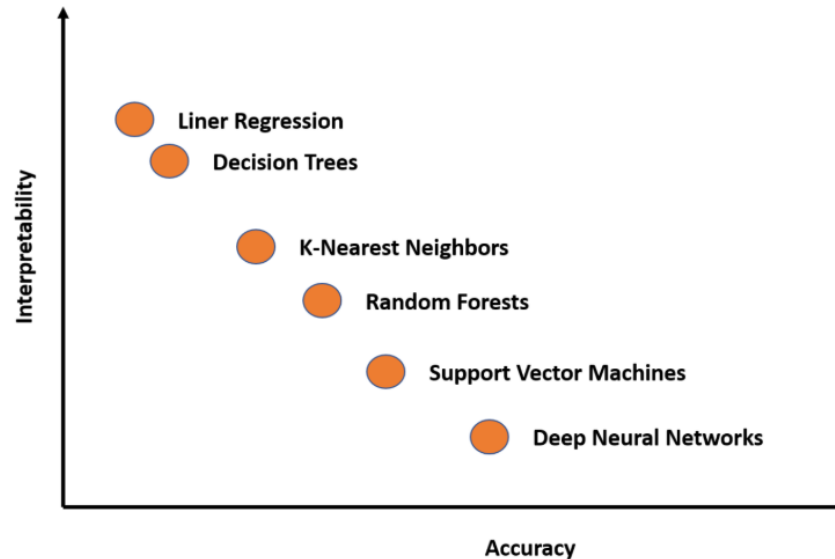 Interpretability
Liner Regression
Decision Trees
K-Nearest Neighbors
Random Forests
Support Vector Machines
Deep Neural Networks
Accuracy